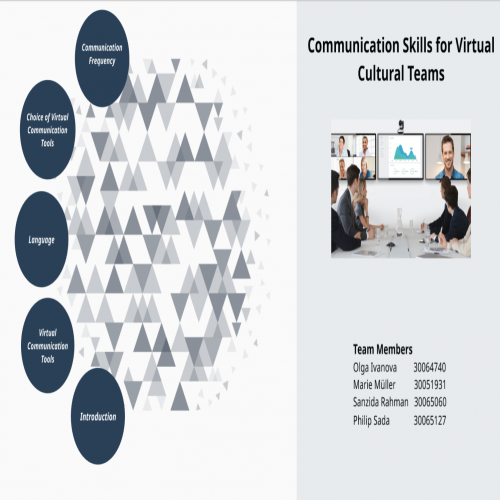 Communication
Frequency
Choice of Virtual
Communication
Tools
Language
Virtual
Communication
Tools
Introduction
Communication Skills for Virtual
Cultural Teams
Team Members
Olga Ivanova 30064740
Marie Müller 30051931
Sanzida Rahman 30065060
Philip Sada 30065127